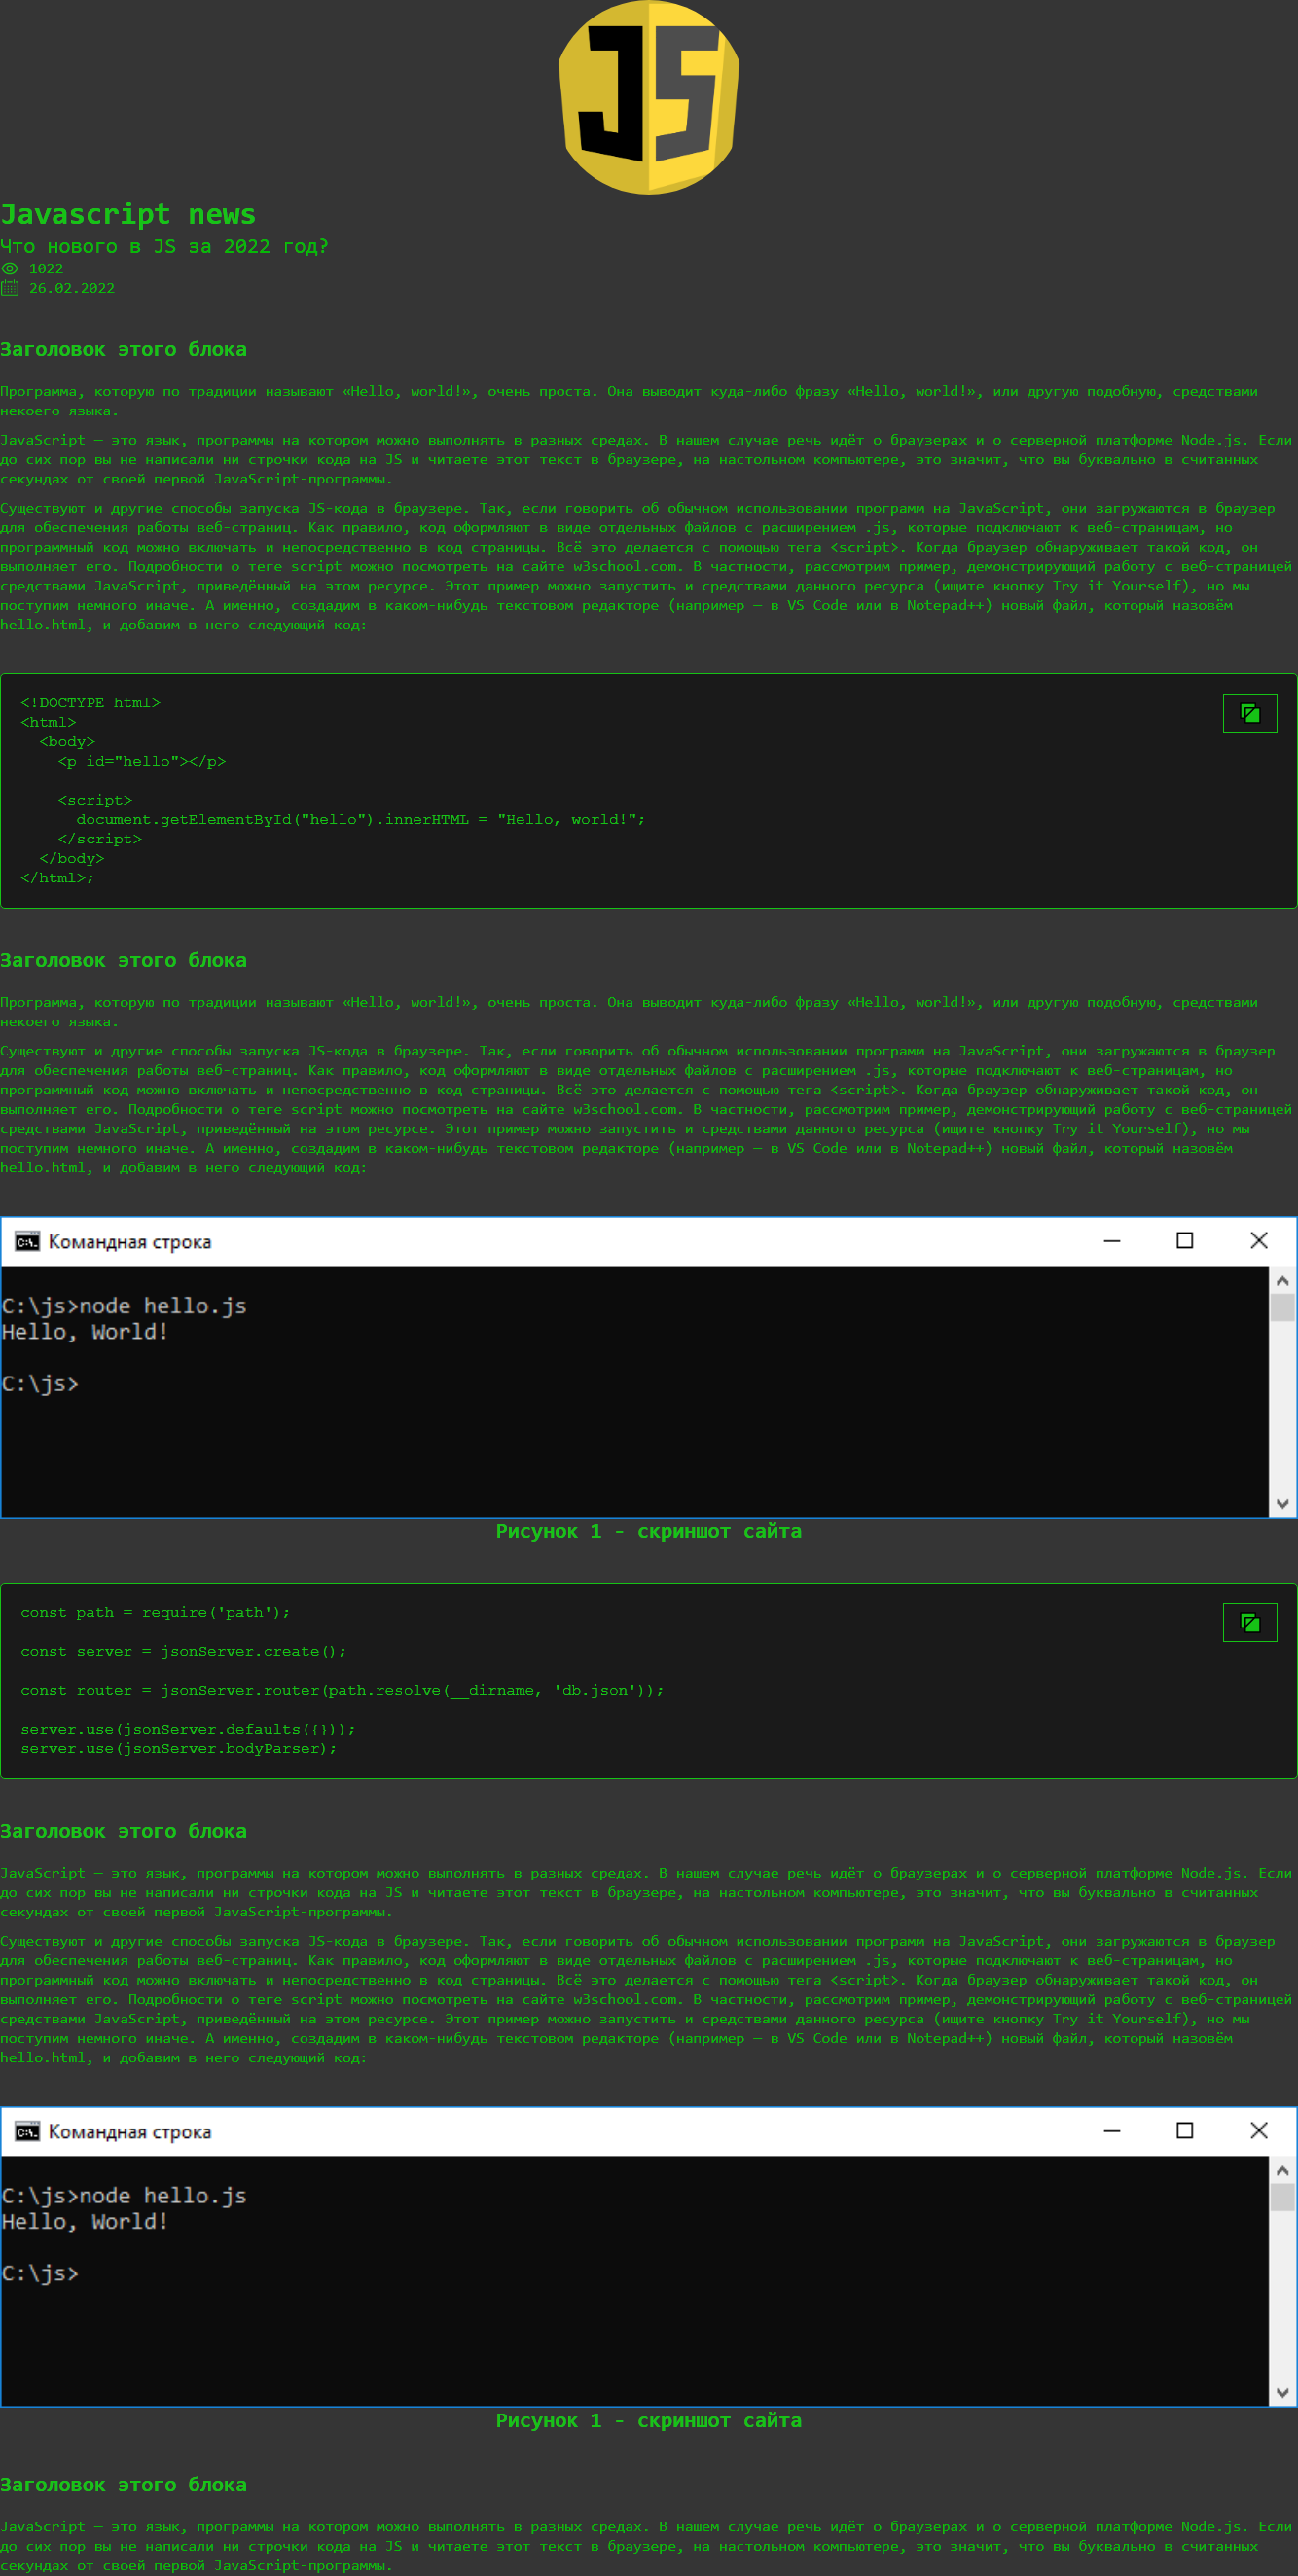 JS
Javascript news
Что нового в JS за 2022 год?
1022
26.02.2022
Заголовок этого блока
Программа, которую по традиции называют «Hello, world!», очень проста. Она выводит куда-либо фразу «Hello, world!», или другую подобную, средствами
некоего языка.
JavaScript — это язык, программы на котором можно выполнять в разных средах. В нашем случае речь идёт о браузерах и о серверной платформе Node.js. Если
до сих пор вы не написали ни строчки кода на JS и читаете этот текст в браузере, на настольном компьютере, это значит, что вы буквально в считанных
секундах от своей первой JavaScript-программы.
Существуют и другие способы запуска JS-кода в браузере. Так, если говорить об обычном использовании программ на JavaScript, они загружаются в браузер
для обеспечения работы веб-страниц. Как правило, код оформляют в виде отдельных файлов с расширением .js, которые подключают к веб-страницам, но
программный код можно включать и непосредственно в код страницы. Всё это делается с помощью тега <script>. Когда браузер обнаруживает такой код, он
выполняет его. Подробности о теге script можно посмотреть на сайте w3school.com. В частности, рассмотрим пример, демонстрирующий работу с веб-страницей
средствами JavaScript, приведённый на этом ресурсе. Этот пример можно запустить и средствами данного ресурса (ищите кнопку Try it Yourself), но мы
поступим немного иначе. А именно, создадим в каком-нибудь текстовом редакторе (например — в VS Code или в Notepad++) новый файл, который назовём
hello.html, и добавим в него следующий код:
<!DOCTYPE html>
<html>
<body>
<p id="hello"></p>
<script>
document.getElementById("hello").innerHTML = "Hello, world!";
</script>
</body>
</html>;
Заголовок этого блока
Программа, которую по традиции называют «Hello, world!», очень проста. Она выводит куда-либо фразу «Hello, world!», или другую подобную, средствами
некоего языка.
Существуют и другие способы запуска JS-кода в браузере. Так, если говорить об обычном использовании программ на JavaScript, они загружаются в браузер
для обеспечения работы веб-страниц. Как правило, код оформляют в виде отдельных файлов с расширением .js, которые подключают к веб-страницам, но
программный код можно включать и непосредственно в код страницы. Всё это делается с помощью тега <script>. Когда браузер обнаруживает такой код, он
выполняет его. Подробности о теге script можно посмотреть на сайте w3school.com. В частности, рассмотрим пример, демонстрирующий работу с веб-страницей
средствами JavaScript, приведённый на этом ресурсе. Этот пример можно запустить и средствами данного ресурса (ищите кнопку Try it Yourself), но мы
поступим немного иначе. А именно, создадим в каком-нибудь текстовом редакторе (например — в VS Code или в Notepad++) новый файл, который назовём
hello.html, и добавим в него следующий код:
C:\. Командная строка
C:\js>node hello.js
Hello, World!
C:\js>
Рисунок 1 - скриншот сайта
const path = require('path');
const server = jsonServer.create();
const router = jsonServer.router(path.resolve(__dirname, 'db.json'));
server.use(jsonServer.defaults({}));
server.use(jsonServer.bodyParser);
Заголовок этого блока
JavaScript — это язык, программы на котором можно выполнять в разных средах. В нашем случае речь идёт о браузерах и о серверной платформе Node.js. Если
до сих пор вы не написали ни строчки кода на JS и читаете этот текст в браузере, на настольном компьютере, это значит, что вы буквально в считанных
секундах от своей первой JavaScript-программы.
Существуют и другие способы запуска JS-кода в браузере. Так, если говорить об обычном использовании программ на JavaScript, они загружаются в браузер
для обеспечения работы веб-страниц. Как правило, код оформляют в виде отдельных файлов с расширением .js, которые подключают к веб-страницам, но
программный код можно включать и непосредственно в код страницы. Всё это делается с помощью тега <script>. Когда браузер обнаруживает такой код, он
выполняет его. Подробности о теге script можно посмотреть на сайте w3school.com. В частности, рассмотрим пример, демонстрирующий работу с веб-страницей
средствами JavaScript, приведённый на этом ресурсе. Этот пример можно запустить и средствами данного ресурса (ищите кнопку Try it Yourself), но мы
поступим немного иначе. А именно, создадим в каком-нибудь текстовом редакторе (например — в VS Code или в Notepad++) новый файл, который назовём
hello.html, и добавим в него следующий код:
C:\. Командная строка
C:\js>node hello.js
Hello, World!
C:\js>
Рисунок 1 - скриншот сайта
Заголовок этого блока
JavaScript — это язык, программы на котором можно выполнять в разных средах. В нашем случае речь идёт о браузерах и о серверной платформе Node.js. Если
до сих пор вы не написали ни строчки кода на JS и читаете этот текст в браузере, на настольном компьютере, это значит, что вы буквально в считанных
секундах от своей первой JavaScript-программы.